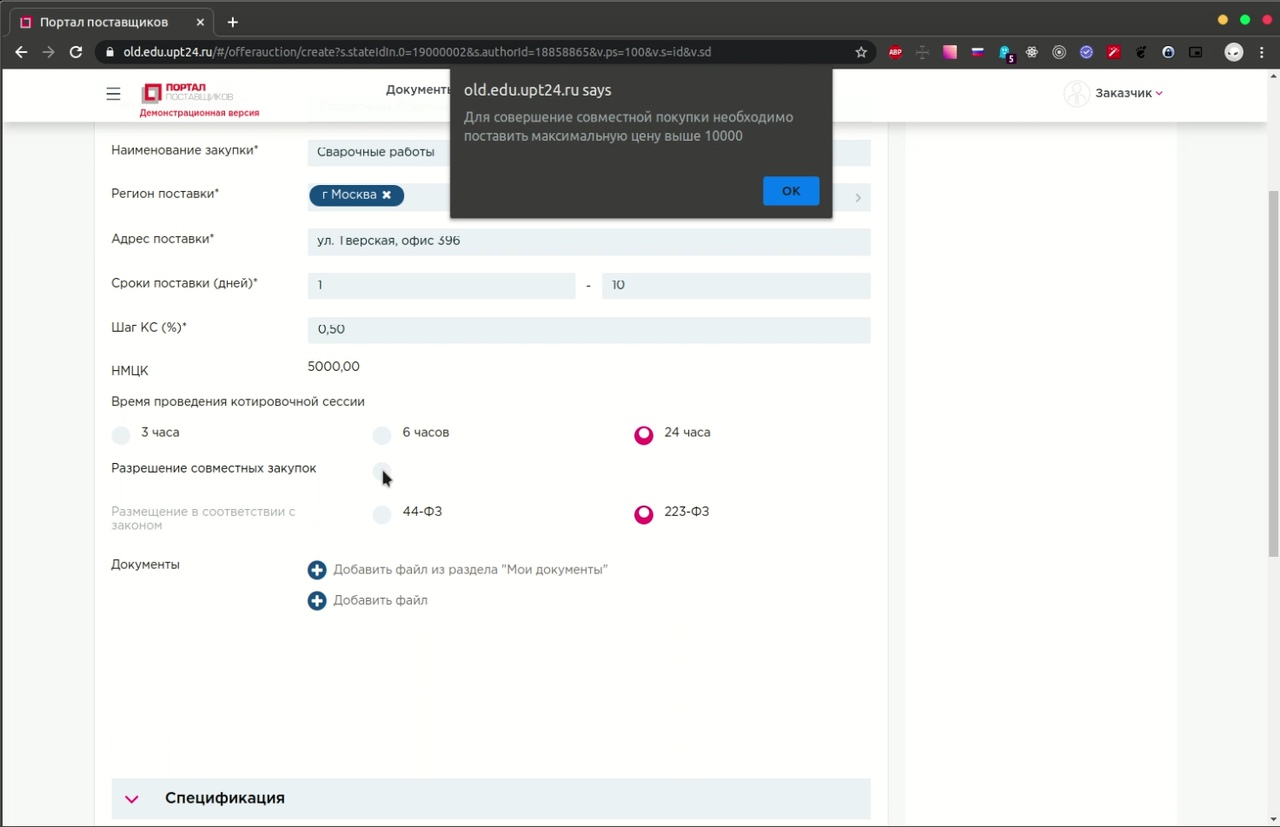 Портал поставщиков
old.edu.upt24.ru/#/offerauction/create?s.stateIdIn.0=19000002&s.authorId=18858865&v.ps=100&v.s=id&v.sd
ABP
5
ПОРТАЛ
ПОСТАВЩИКОВ
Демонстрационная версия
Документы
Заказчик
old.edu.upt24.ru says
Для совершение совместной покупки необходимо
поставить максимальную цену выше 10000
OK
Наименование закупки*
Сварочные работы
Регион поставки*
г Москва
Адрес поставки*
ул. Тверская, офис 396
Сроки поставки (дней)*
1
-
10
Шаг КС (%)*
0,50
НМЦК
5000,00
Время проведения котировочной сессии
3 часа
6 часов
24 часа
Разрешение совместных закупок
Размещение в соответствии с
законом
44-ФЗ
223-ФЗ
Документы
Добавить файл из раздела "Мои документы"
Добавить файл
Спецификация